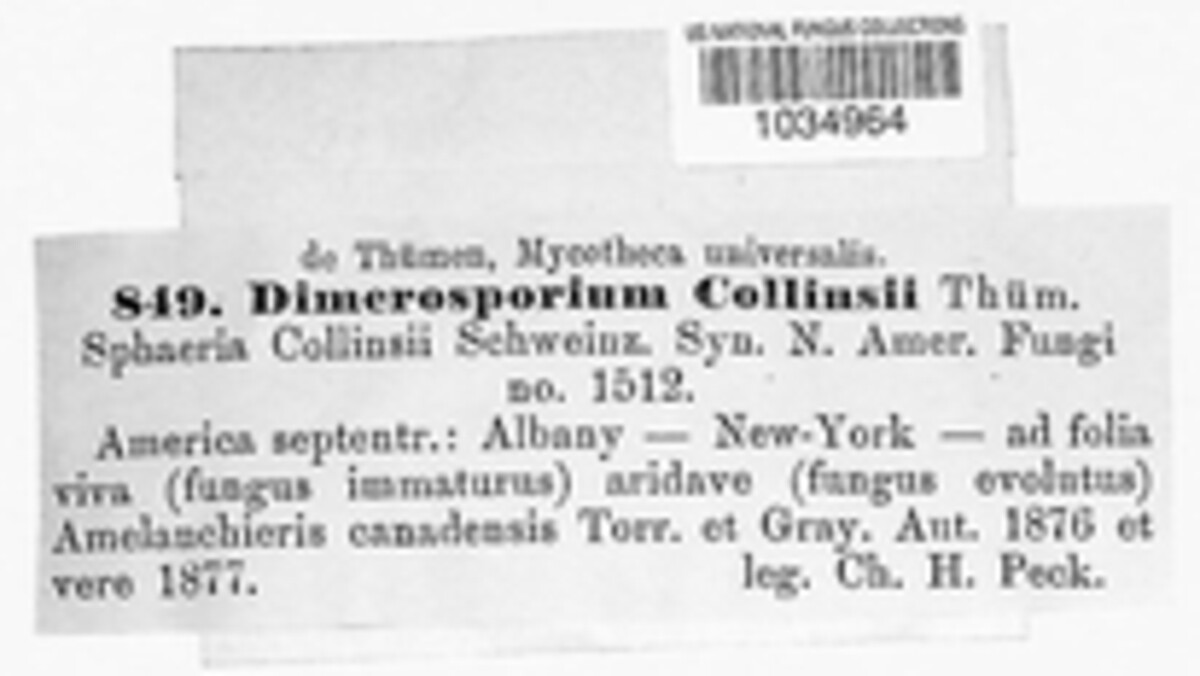 US NATIONAL FUNGUS COLLECTIONS
1034964
de Thümen, Mycotheca universalis.
849. Dimerosporium Collinsii Thüm.
Sphaeria Collinsii Schweinz. Syn. N. Amer. Fungi
no. 1512.
America septentr.: Albany — New-York — ad folia
viva (fungus immaturus) aridave (fungus evolutus)
Amelanchieris canadensis Torr. et Gray. Aut. 1876 et
vere 1877. leg. Ch. H. Peck.